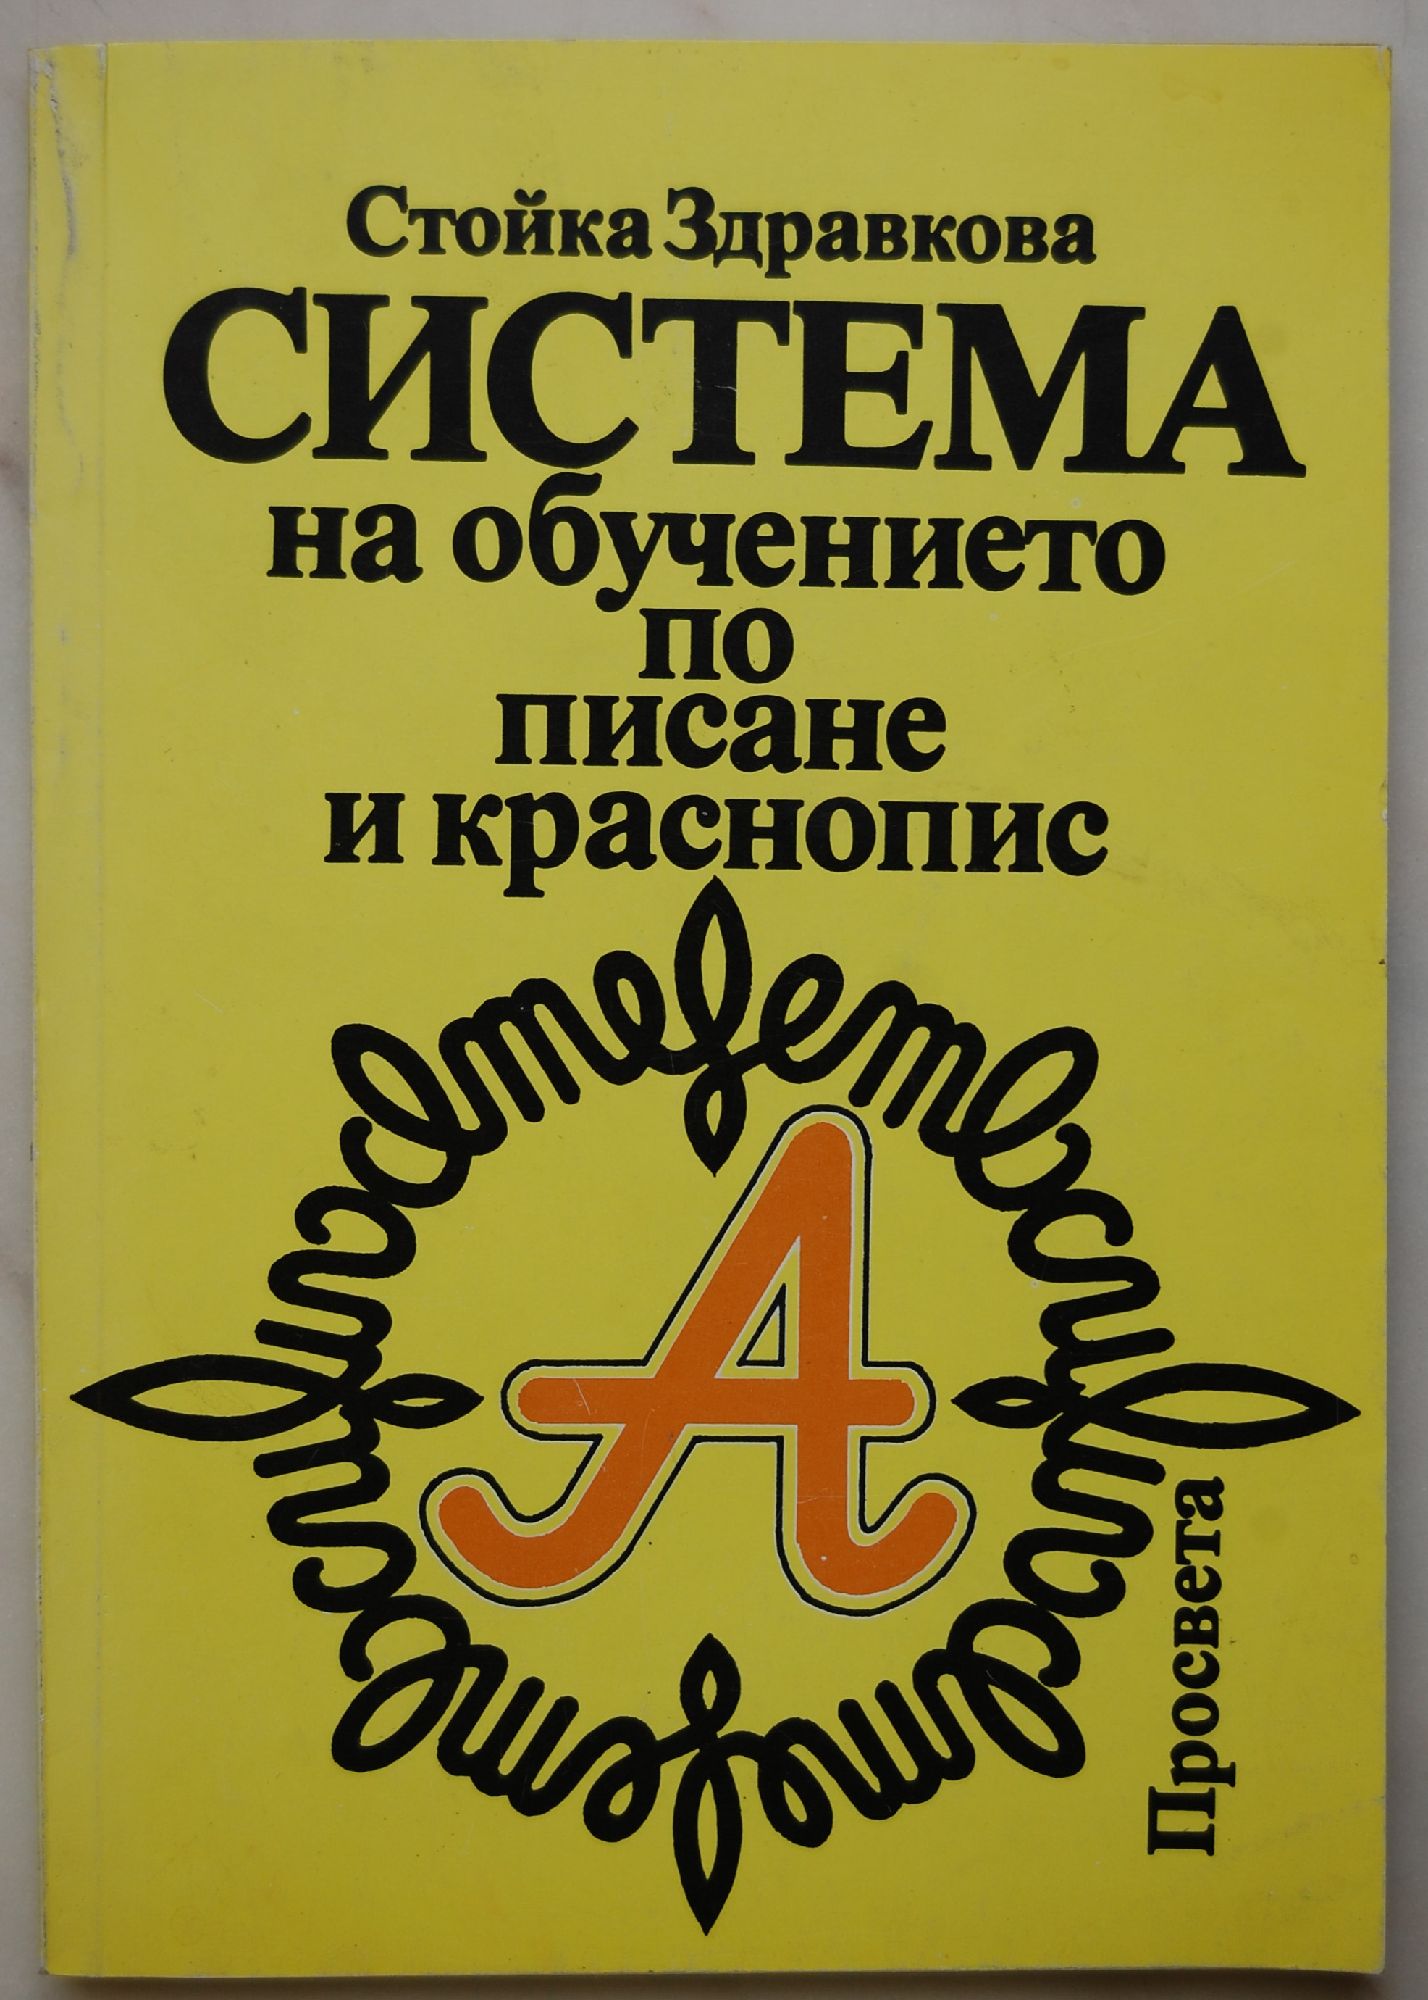 Стойка Здравкова
СИСТЕМА
на обучението
по
писане
и краснопис
А
Просвета